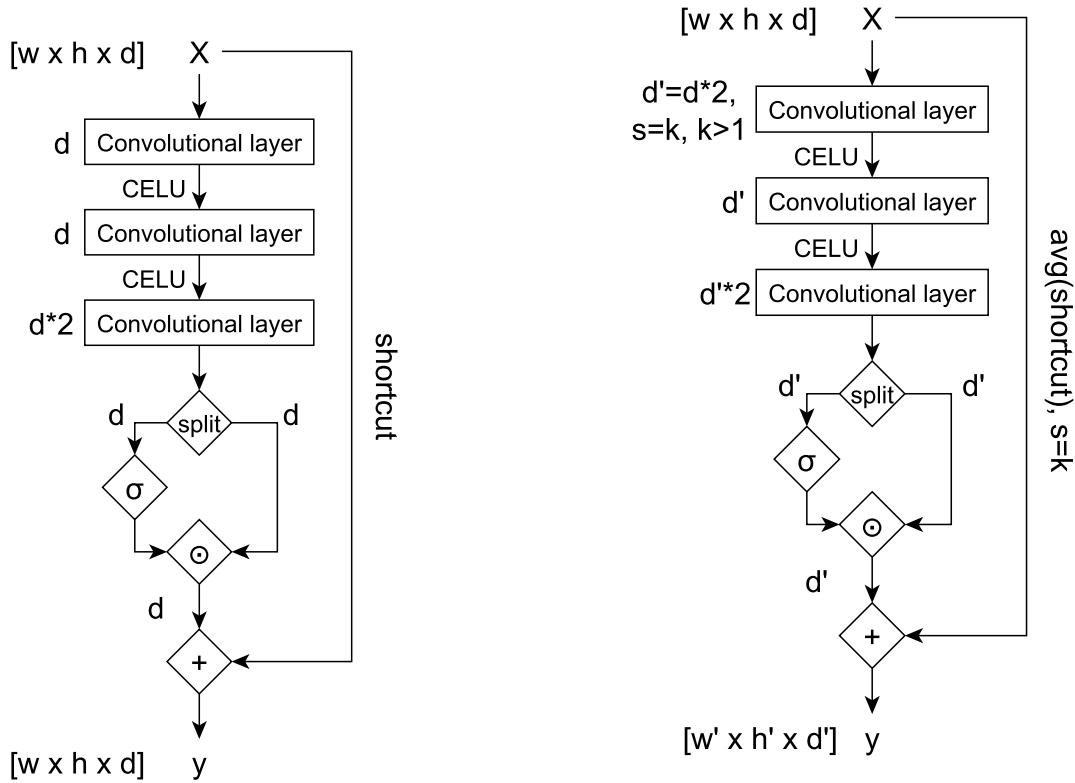 [w x h x d] X
d Convolutional layer
CELU
d Convolutional layer
CELU
d*2 Convolutional layer
shortcut
split
d
d
σ
⊙
d
+
[w x h x d] y
[w x h x d] X
d'=d*2,
s=k, k>1
Convolutional layer
CELU
d' Convolutional layer
CELU
d'*2 Convolutional layer
avg(shortcut), s=k
split
d'
d'
σ
⊙
d'
+
[w' x h' x d'] y